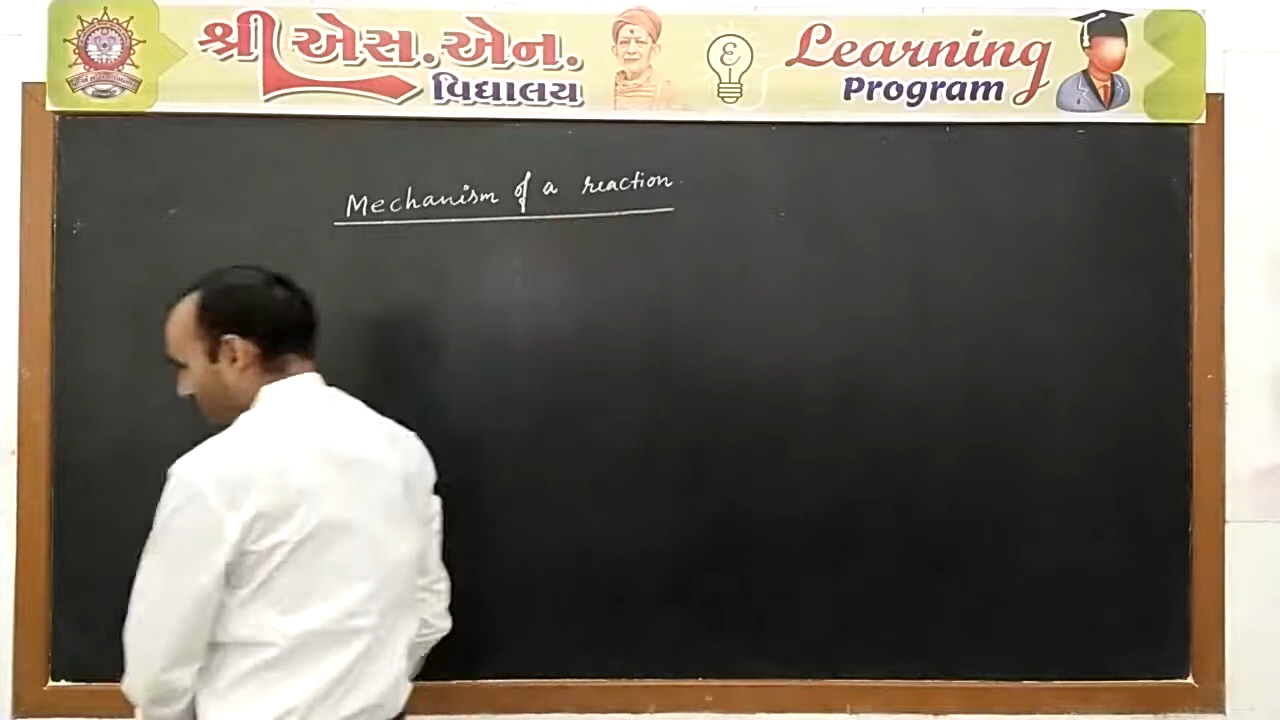 શ્રી એસ.એન.
વિદ્યાલય
Learning
Program
Mechanism of a reaction